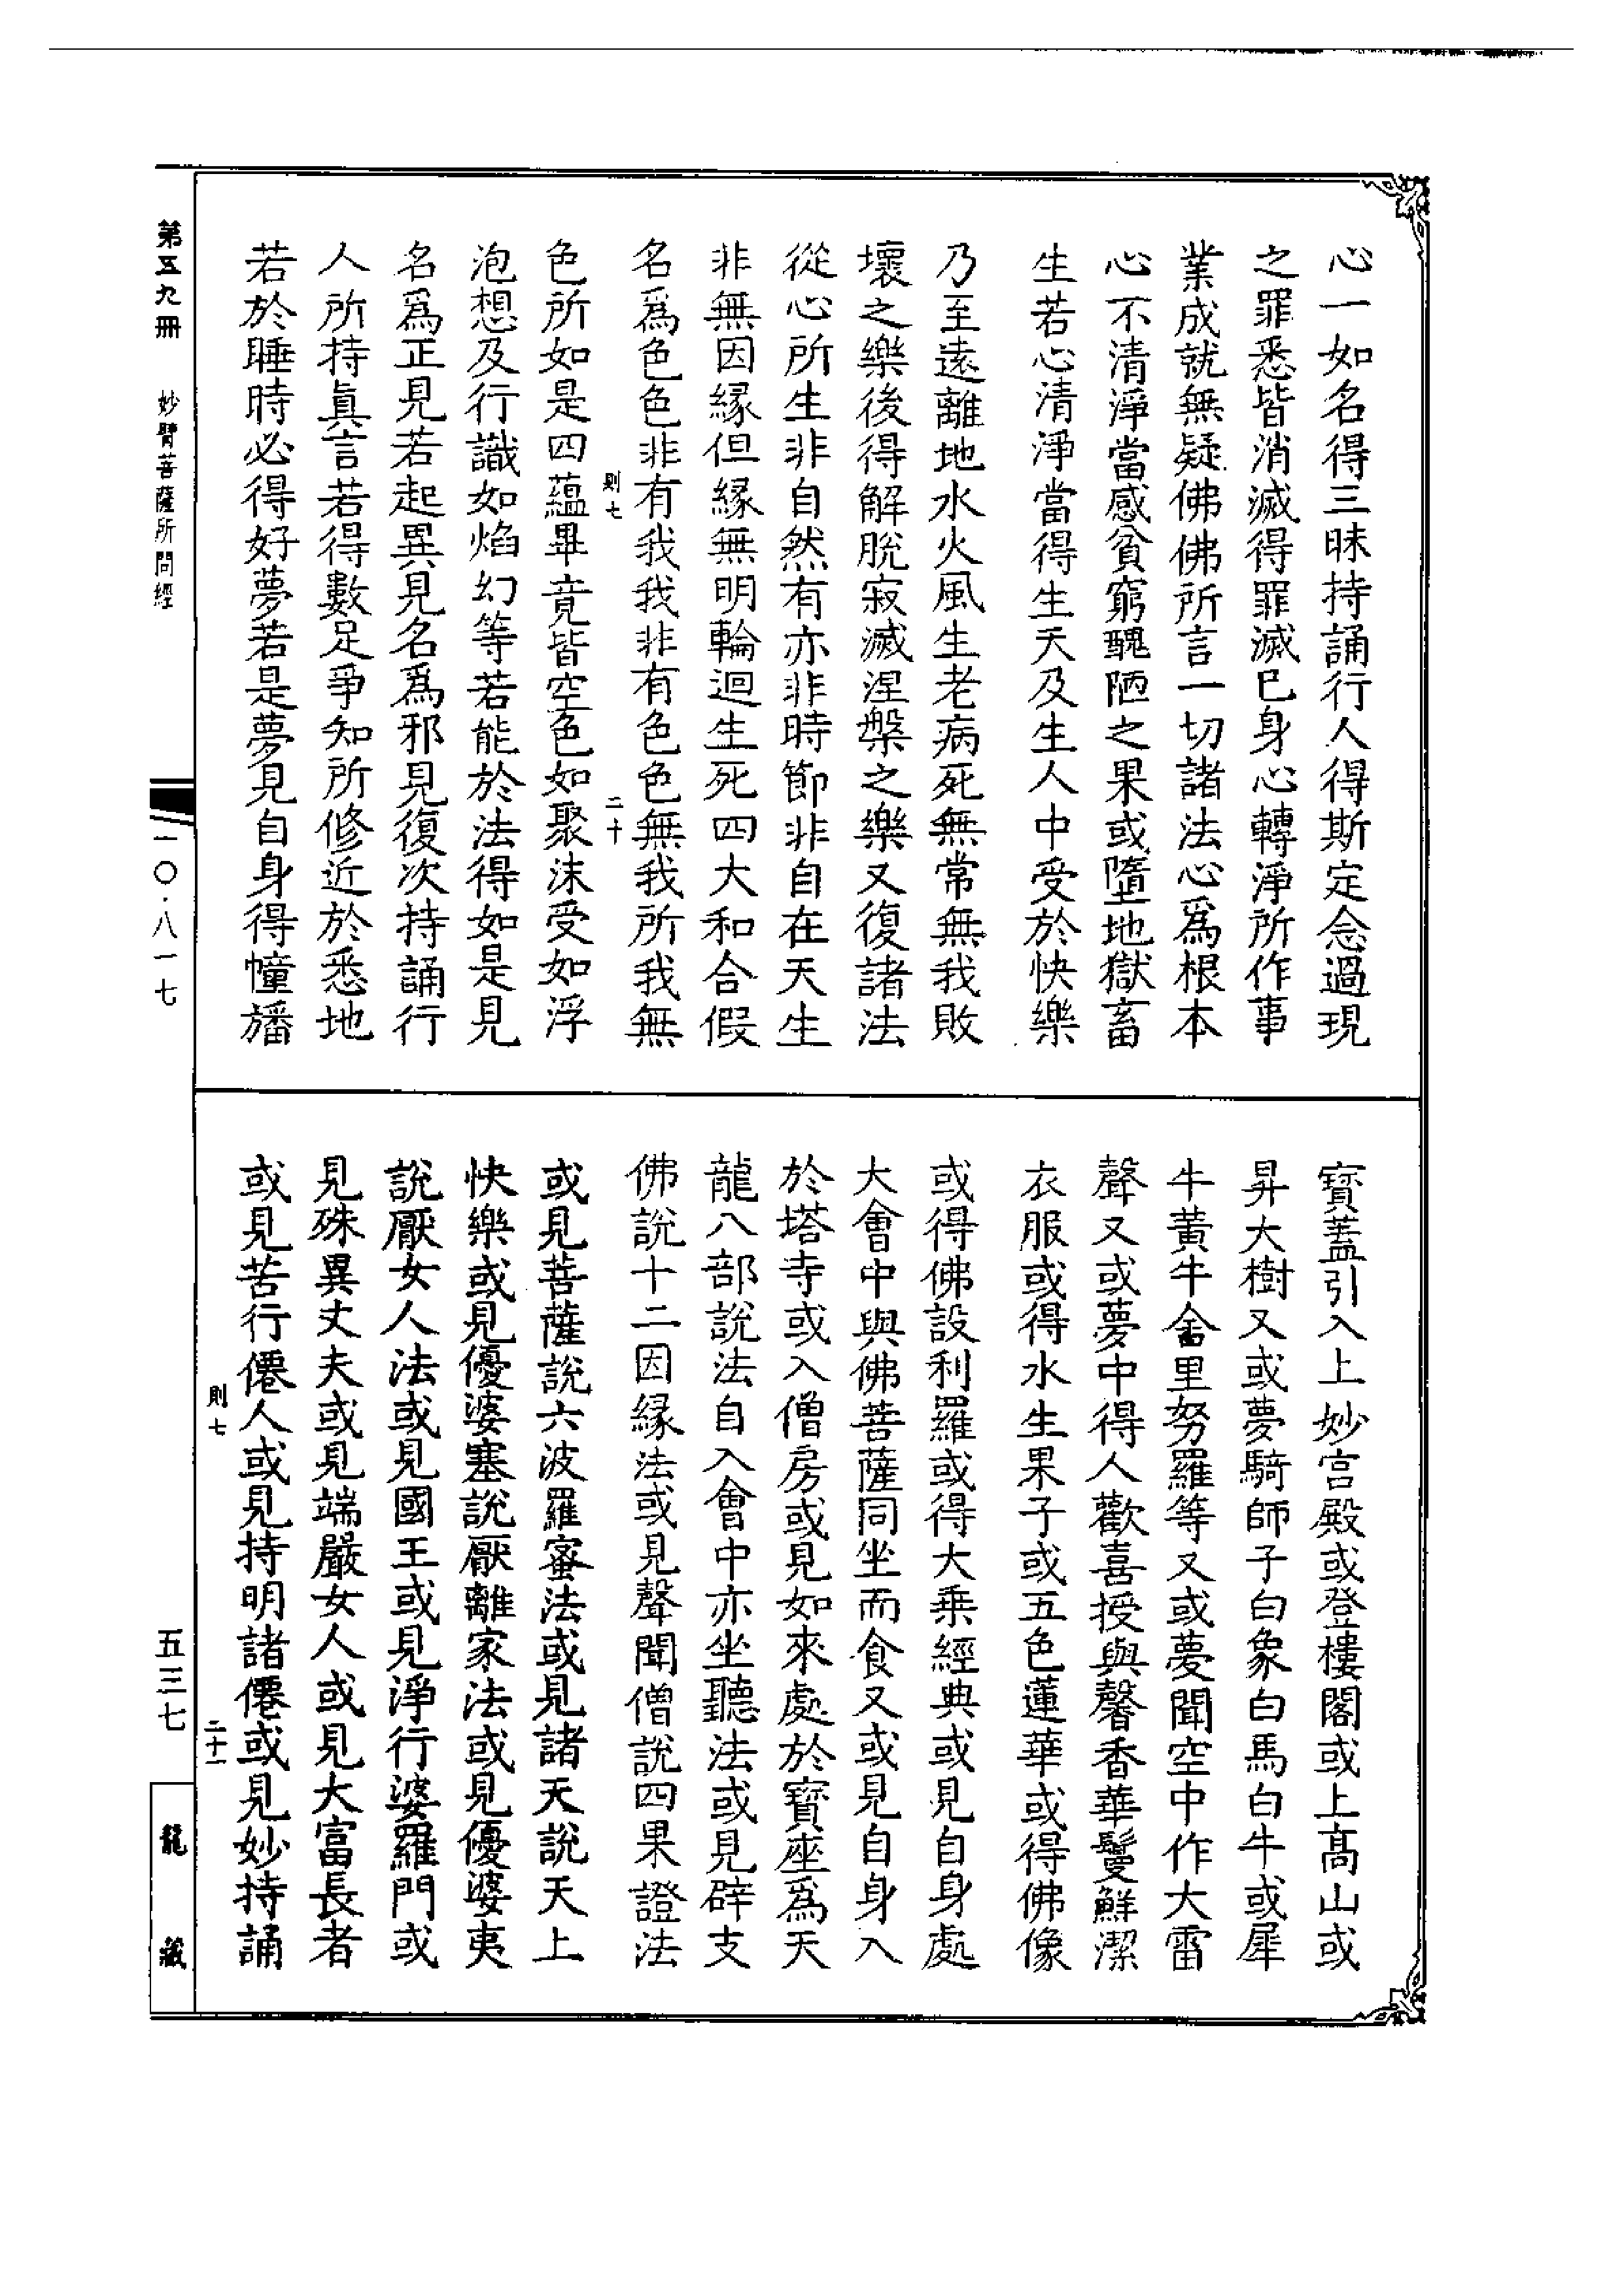 心一如名得三昧持誦行人得斯定念過現
之罪悉皆消滅得罪滅已身心轉淨所作事
業成就無疑佛佛所言一切諸法心爲根本
心不清淨當感貧窮醜陋之果或墮地獄畜
生若心清淨當得生天及生人中受於快樂
乃至遠離地水火風生老病死無常無我敗
壞之樂後得解脫寂滅涅槃之樂又復諸法
從心所生非自然有亦非時節非自在天生
非無因緣但緣無明輪迴生死四大和合假
名爲色色非有我我非有色色無我所我無
則七 二十
色所如是四蘊畢竟皆空色如聚沫受如浮
泡想及行識如焰幻等若能於法得如是見
名爲正見若起異見名爲邪見復次持誦行
人所持眞言若得數足爭知所修近於悉地
若於睡時必得好夢若是夢見自身得幢旛
寶蓋引入上妙宮殿或登樓閣或上高山或
昇大樹又或夢騎師子白象白馬白牛或犀
牛黃牛舍里努羅等又或夢聞空中作大雷
聲又或夢中得人歡喜授與馨香華鬘鮮潔
衣服或得水生果子或五色蓮華或得佛像
或得佛設利羅或得大乘經典或見自身處
大會中與佛菩薩同坐而食又或見自身入
於塔寺或入僧房或見如來處於寶座爲天
龍八部說法自入會中亦坐聽法或見辟支
佛說十二因緣法或見聲聞僧說四果證法
或見菩薩說六波羅蜜法或見諸天說天上
快樂或見優婆塞說厭離家法或見優婆夷
說厭女人法或見國王或見淨行婆羅門或
見殊異丈夫或見端嚴女人或見大富長者
或見苦行僊人或見持明諸僊或見妙持誦
則七 二十一
第五九冊 妙臂菩薩所問經 一〇·八一七 五三七 龍藏